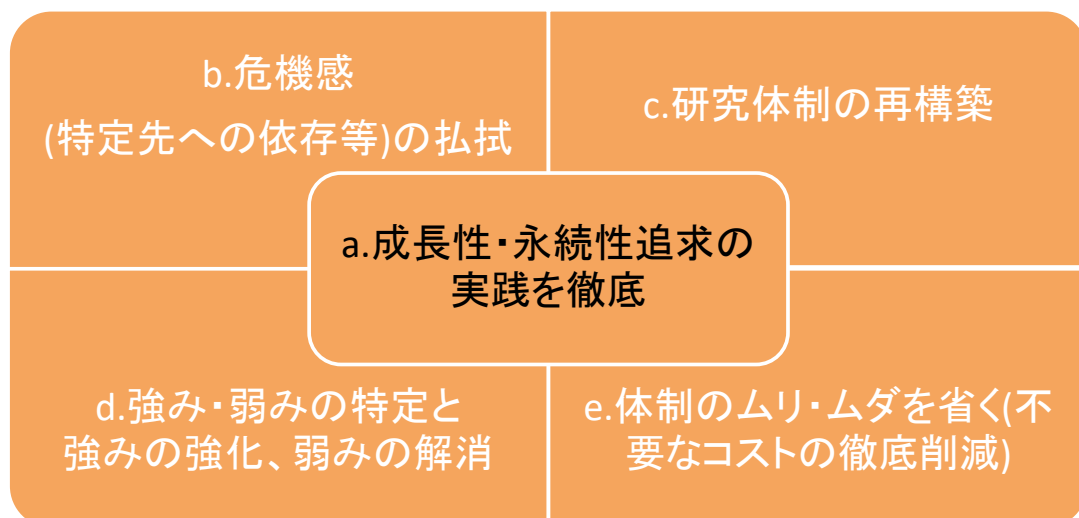 b.危機感
(特定先への依存等)の払拭
c.研究体制の再構築
a.成長性・永続性追求の
実践を徹底
d.強み・弱みの特定と
強みの強化、弱みの解消
e.体制のムリ・ムダを省く(不
要なコストの徹底削減)